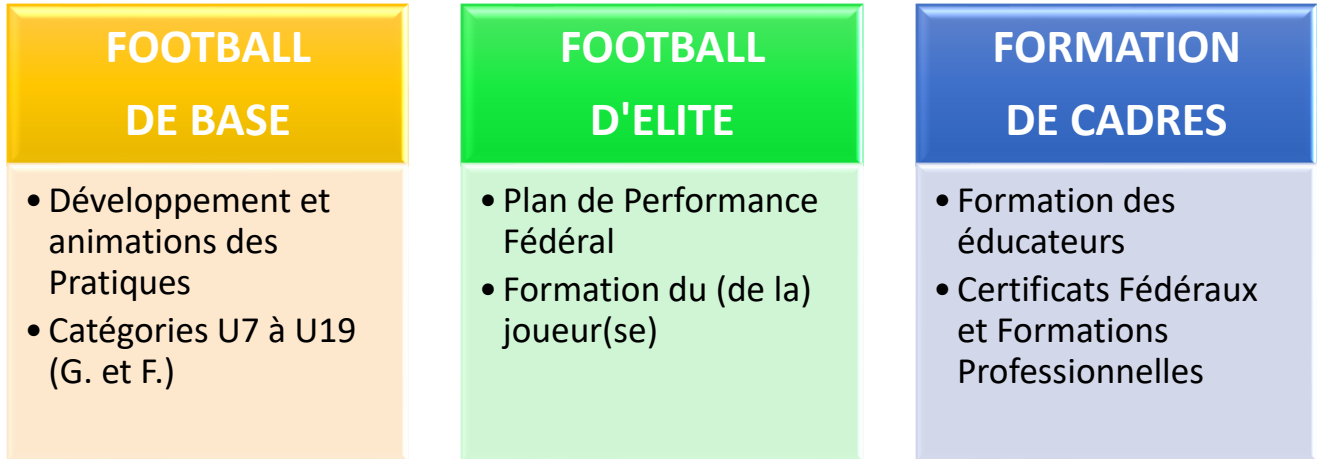 FOOTBALL
DE BASE
• Développement et
animations des
Pratiques
• Catégories U7 à U19
(G. et F.)
FOOTBALL
D'ELITE
• Plan de Performance
Fédéral
• Formation du (de la)
joueur(se)
FORMATION
DE CADRES
• Formation des
éducateurs
• Certificats Fédéraux
et Formations
Professionnelles